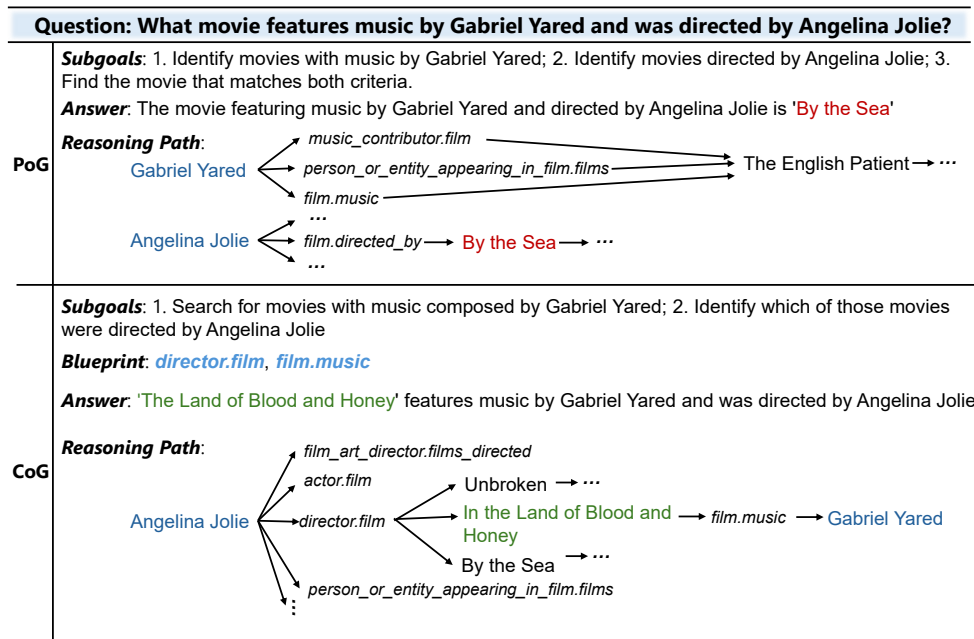 Question: What movie features music by Gabriel Yared and was directed by Angelina Jolie?
PoG
Subgoals: 1. Identify movies with music by Gabriel Yared; 2. Identify movies directed by Angelina Jolie; 3.
Find the movie that matches both criteria.
Answer: The movie featuring music by Gabriel Yared and directed by Angelina Jolie is 'By the Sea'
Reasoning Path:
music_contributor.film
Gabriel Yared
person_or_entity_appearing_in_film.films
The English Patient
...
film.music
...
Angelina Jolie
film.directed_by
By the Sea
...
...
CoG
Subgoals: 1. Search for movies with music composed by Gabriel Yared; 2. Identify which of those movies
were directed by Angelina Jolie
Blueprint: director.film, film.music
Answer: 'The Land of Blood and Honey' features music by Gabriel Yared and was directed by Angelina Jolie
Reasoning Path:
film_art_director.films_directed
actor.film
Unbroken
...
Angelina Jolie
director.film
In the Land of Blood and
Honey
film.music
Gabriel Yared
By the Sea
...
person_or_entity_appearing_in_film.films
⋮